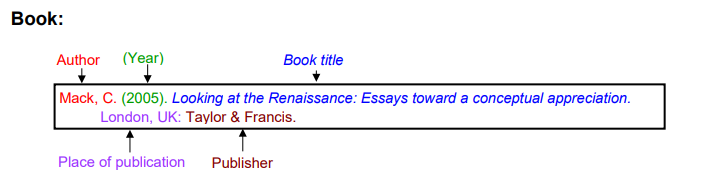 Book:
Author (Year) Book title
Mack, C. (2005). Looking at the Renaissance: Essays toward a conceptual appreciation.
London, UK: Taylor & Francis.
Place of publication Publisher